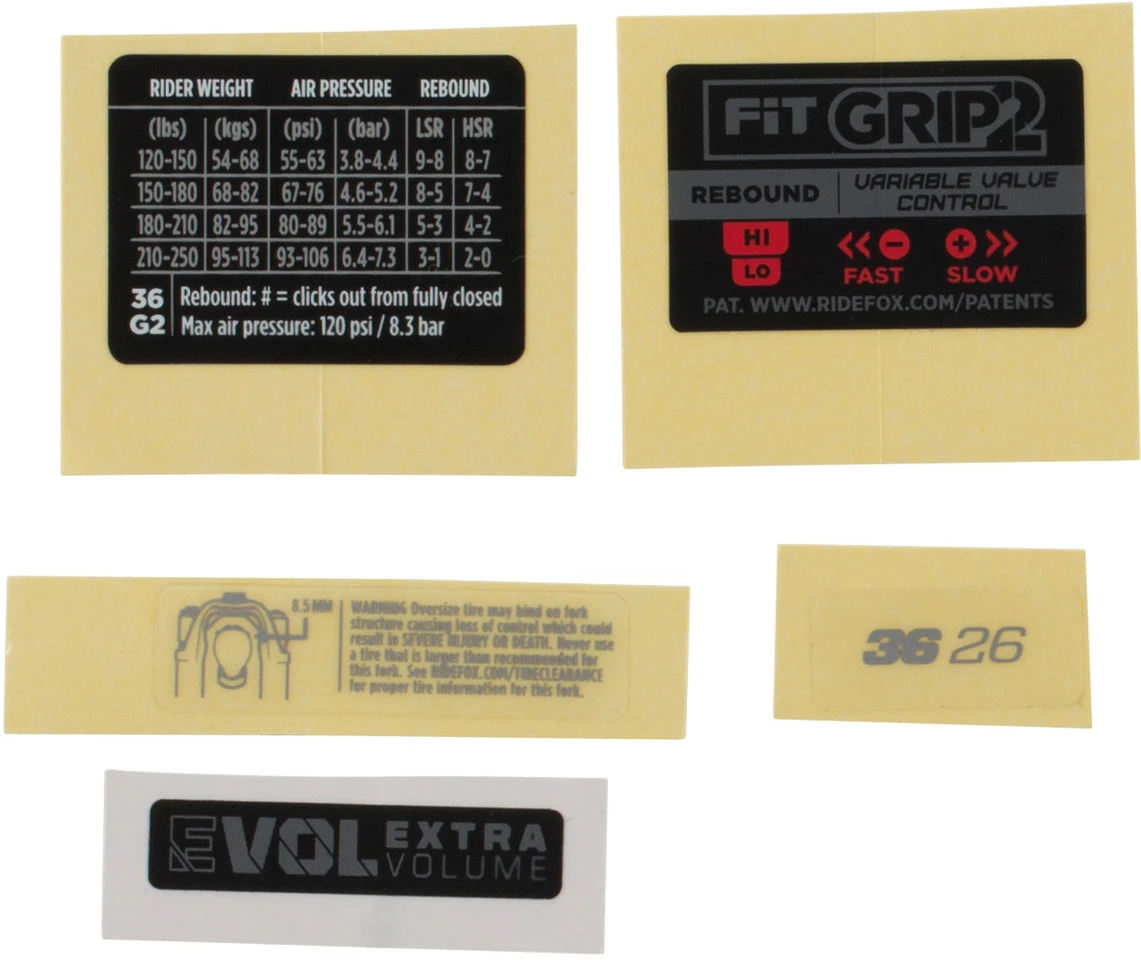 RIDER WEIGHT AIR PRESSURE REBOUND
(lbs) (kgs) (psi) (bar) LSR HSR
120-150 54-68 55-63 3.8-4.4 9-8 8-7
150-180 68-82 67-76 4.6-5.2 8-5 7-4
180-210 82-95 80-89 5.5-6.1 5-3 4-2
210-250 95-113 93-106 6.4-7.3 3-1 2-0
36 Rebound: # = clicks out from fully closed
G2 Max air pressure: 120 psi / 8.3 bar
FiT GRIP2
REBOUND VARIABLE VALVE
CONTROL
HI
LO
FAST SLOW
PAT. WWW.RIDEFOX.COM/PATENTS
8.5 MM
WARNING Oversize tire may bind on fork
structure causing loss of control which could
result in SEVERE INJURY OR DEATH. Never use
a tire that is larger than recommended for
this fork. See RIDEFOX.COM/TIRECLEARANCE
for proper tire information for this fork.
36 26
EVOL EXTRA
VOLUME